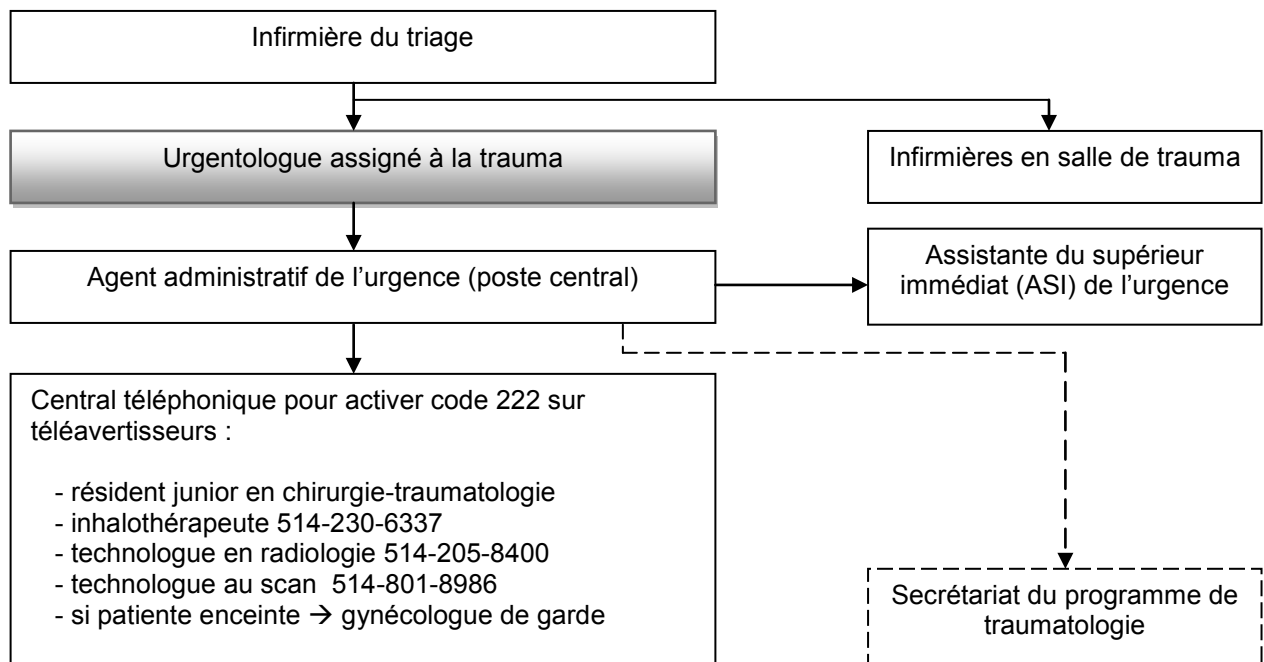 Infirmière du triage
Urgentologue assigné à la trauma
Infirmières en salle de trauma
Agent administratif de l’urgence (poste central)
Assistante du supérieur
immédiat (ASI) de l’urgence
Central téléphonique pour activer code 222 sur
téléavertisseurs :
- résident junior en chirurgie-traumatologie
- inhalothérapeute 514-230-6337
- technologue en radiologie 514-205-8400
- technologue au scan 514-801-8986
- si patiente enceinte → gynécologue de garde
Secrétariat du programme de
traumatologie